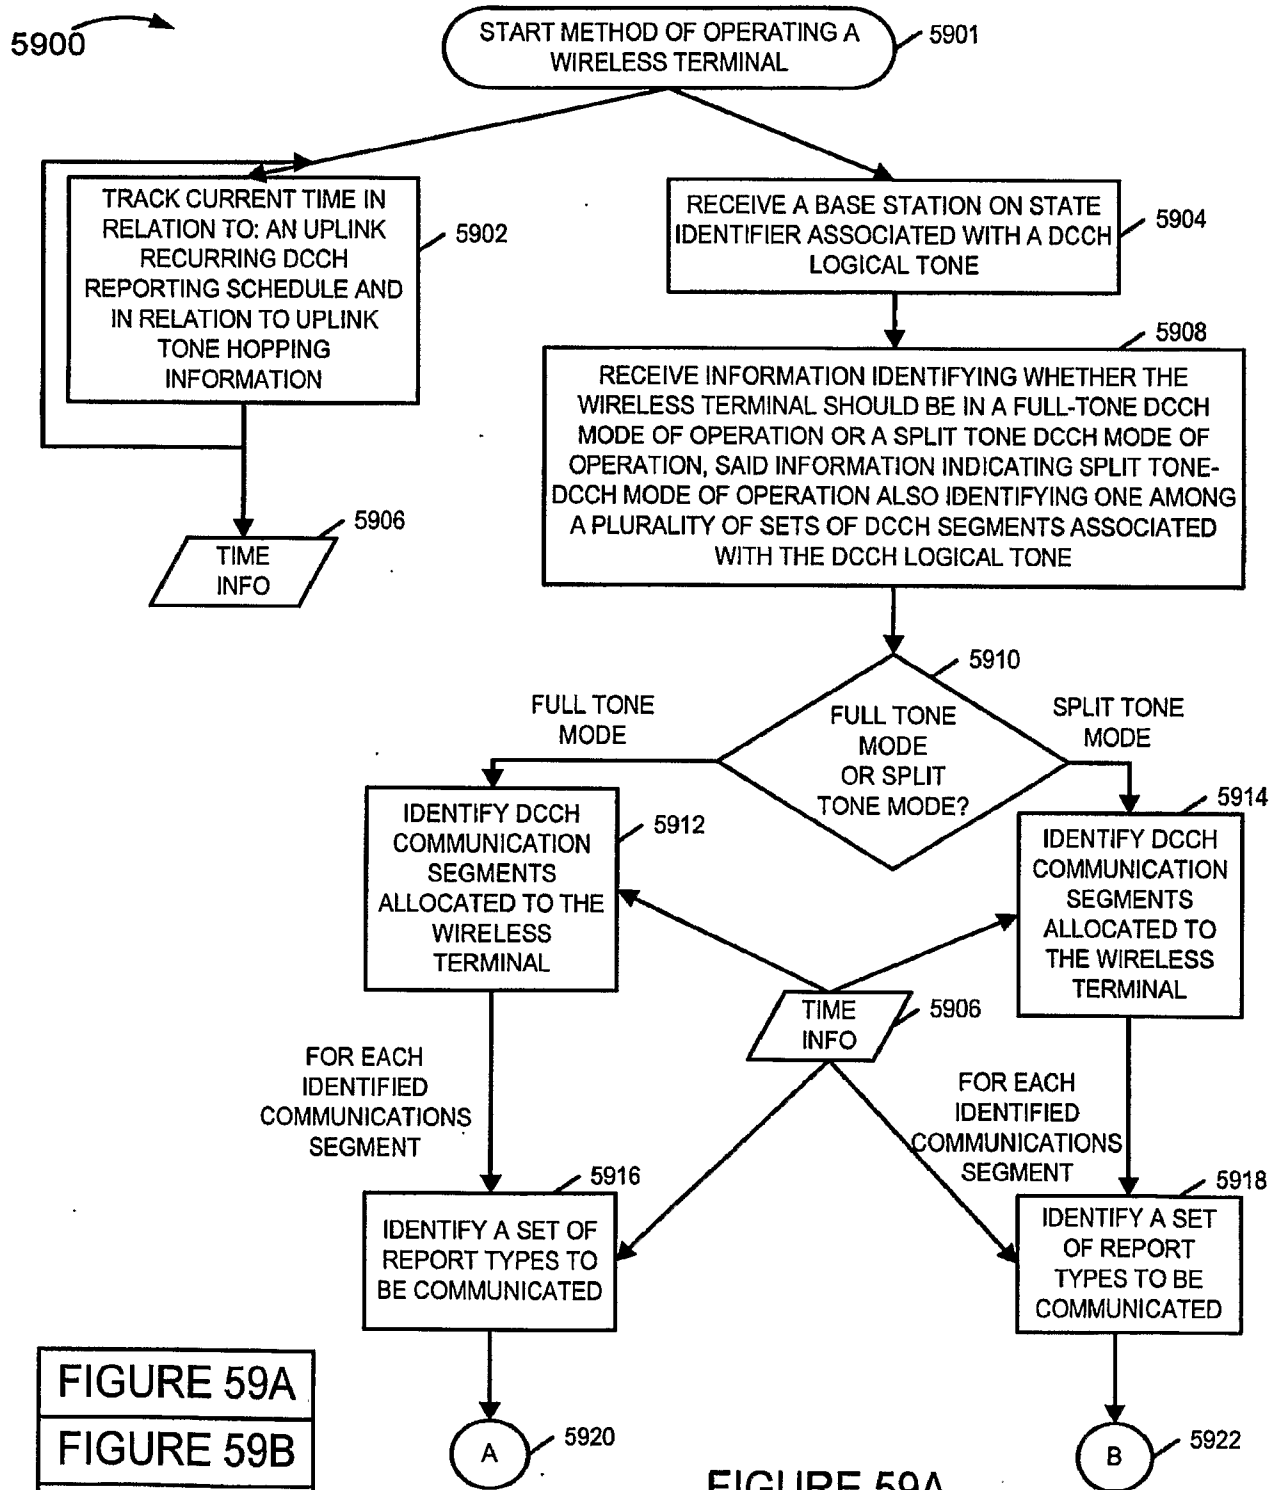 5900
START METHOD OF OPERATING A
WIRELESS TERMINAL
5901
TRACK CURRENT TIME IN
RELATION TO: AN UPLINK
RECURRING DCCH
REPORTING SCHEDULE AND
IN RELATION TO UPLINK
TONE HOPPING
INFORMATION
5902
RECEIVE A BASE STATION ON STATE
IDENTIFIER ASSOCIATED WITH A DCCH
LOGICAL TONE
5904
TIME
INFO
5906
5908
RECEIVE INFORMATION IDENTIFYING WHETHER THE
WIRELESS TERMINAL SHOULD BE IN A FULL-TONE DCCH
MODE OF OPERATION OR A SPLIT TONE DCCH MODE OF
OPERATION, SAID INFORMATION INDICATING SPLIT TONE-
DCCH MODE OF OPERATION ALSO IDENTIFYING ONE AMONG
A PLURALITY OF SETS OF DCCH SEGMENTS ASSOCIATED
WITH THE DCCH LOGICAL TONE
5910
FULL TONE
MODE
OR SPLIT
TONE MODE?
FULL TONE
MODE
SPLIT TONE
MODE
IDENTIFY DCCH
COMMUNICATION
SEGMENTS
ALLOCATED TO THE
WIRELESS
TERMINAL
5912
5914
IDENTIFY DCCH
COMMUNICATION
SEGMENTS
ALLOCATED TO
THE WIRELESS
TERMINAL
TIME
INFO
5906
FOR EACH
IDENTIFIED
COMMUNICATIONS
SEGMENT
FOR EACH
IDENTIFIED
COMMUNICATIONS
SEGMENT
5916
IDENTIFY A SET OF
REPORT TYPES TO
BE COMMUNICATED
5918
IDENTIFY A SET
OF REPORT
TYPES TO BE
COMMUNICATED
FIGURE 59A
FIGURE 59B
A
5920
B
5922
FIGURE 59A